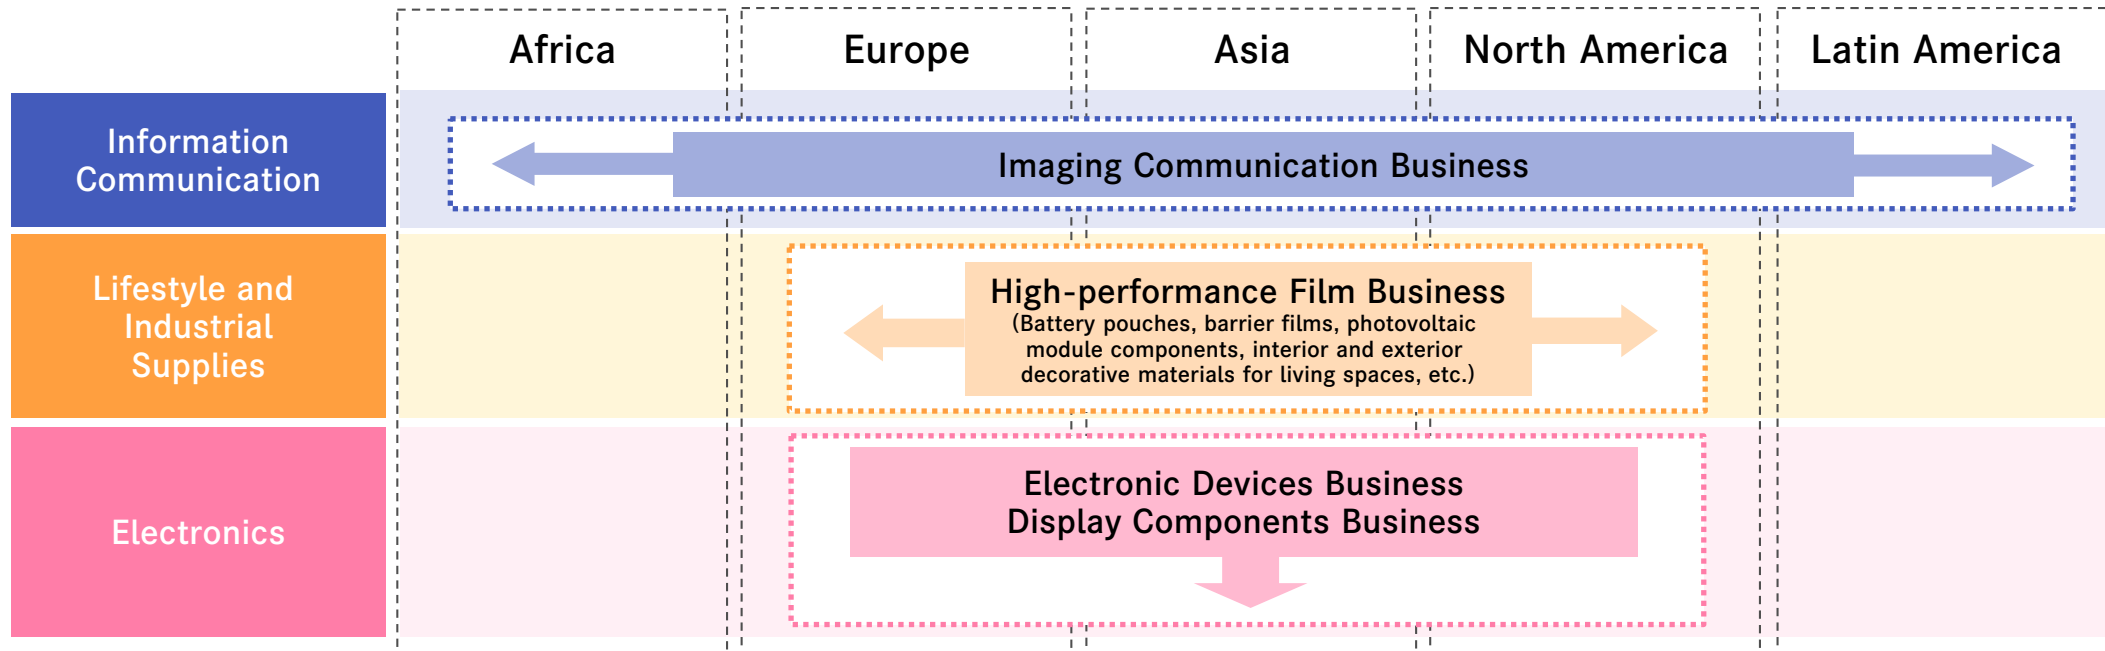 Africa
Europe
Asia
North America
Latin America
Information
Communication
Imaging Communication Business
Lifestyle and
Industrial
Supplies
High-performance Film Business
(Battery pouches, barrier films, photovoltaic
module components, interior and exterior
decorative materials for living spaces, etc.)
Electronics
Electronic Devices Business
Display Components Business